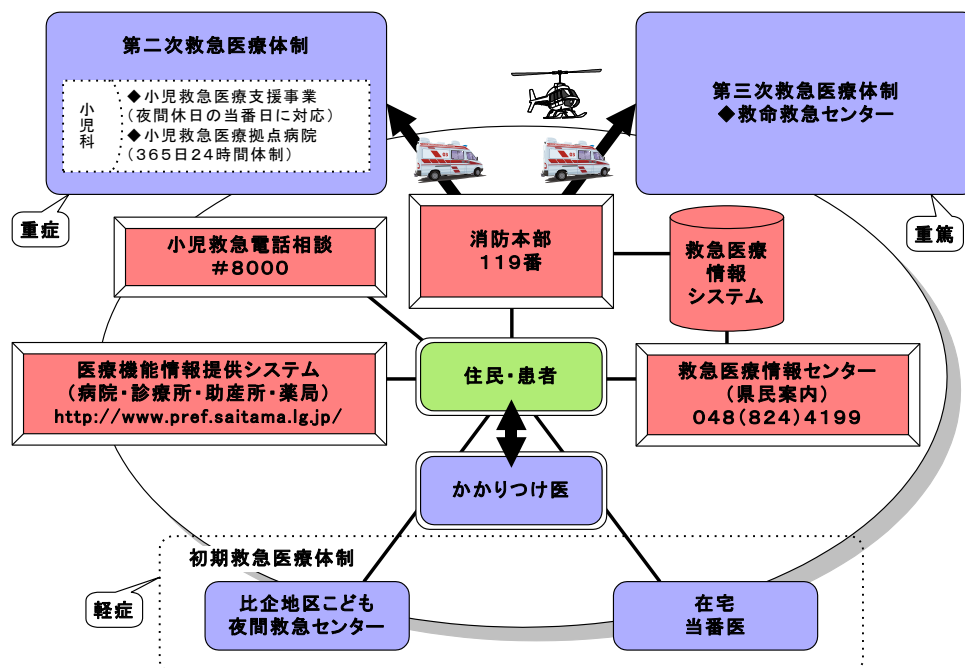 第二次救急医療体制
小児科
◆小児救急医療支援事業
(夜間休日の当番日に対応)
◆小児救急医療拠点病院
(365日24時間体制)
第三次救急医療体制
◆救命救急センター
重症
重篤
小児救急電話相談
#8000
消防本部
119番
救急医療
情報
システム
医療機能情報提供システム
(病院・診療所・助産所・薬局)
http://www.pref.saitama.lg.jp/
住民・患者
救急医療情報センター
(県民案内)
048(824)4199
かかりつけ医
初期救急医療体制
軽症
比企地区こども
夜間救急センター
在宅
当番医